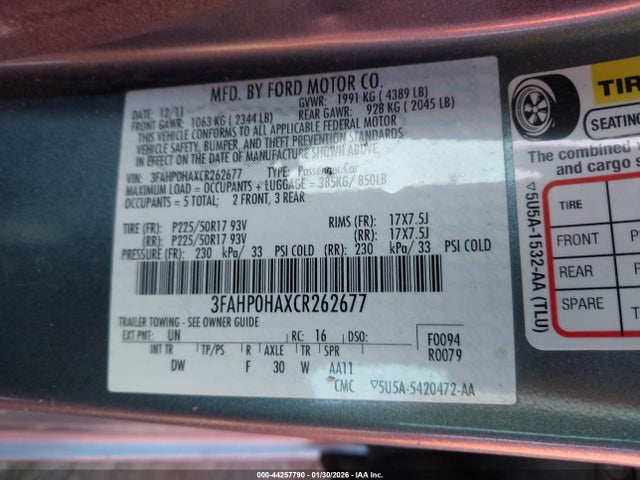 MFD. BY FORD MOTOR CO.
DATE: 12/11 GVWR: 1991 KG ( 4389 LB)
FRONT GAWR: 1063 KG ( 2344 LB) REAR GAWR: 928 KG ( 2045 LB)
THIS VEHICLE CONFORMS TO ALL APPLICABLE FEDERAL MOTOR
VEHICLE SAFETY, BUMPER, AND THEFT PREVENTION STANDARDS
IN EFFECT ON THE DATE OF MANUFACTURE SHOWN ABOVE.
VIN: 3FAHP0HAXCR262677 TYPE: Passenger Car
MAXIMUM LOAD = OCCUPANTS + LUGGAGE = 385KG/ 850LB
OCCUPANTS = 5 TOTAL; 2 FRONT, 3 REAR
TIRE (FR): P225/50R17 93V RIMS (FR): 17X7.5J
(RR): P225/50R17 93V (RR): 17X7.5J
PRESSURE (FR): 230 kPa/ 33 PSI COLD (RR): 230 kPa/ 33 PSI COLD
3FAHP0HAXCR262677
TRAILER TOWING - SEE OWNER GUIDE
EXT PNT: UN RC: 16 DSO: F0094
R0079
INT TR TP/PS R AXLE TR SPR
DW F 30 W AA11
CMC ▽5U5A-5420472-AA
TIR
SEATING
The combined
and cargo s
TIRE
FRONT P
REAR P
SPARE T
▽5U5A-1532-AA (TLU)
000-44257790 - 01/30/2026 - IAA Inc.